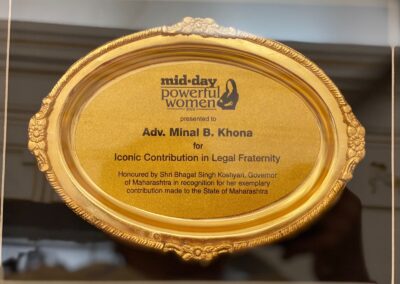 mid-day
powerful
women
presented to
Adv. Minal B. Khona
for
Iconic Contribution in Legal Fraternity
Honoured by Shri Bhagat Singh Koshyari, Governor
of Maharashtra in recognition for her exemplary
contribution made to the State of Maharashtra